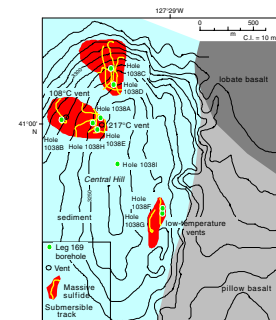 127°29'W
0 500
m
C.I. = 10 m
Hole
1038C
Hole
1038D
lobate basalt
108°C vent
Hole
1038A
41°00'
N
217°C vent
Hole
1038B
Hole
1038H
Hole
1038E
Hole 1038I
Central Hill
3250
sediment
Hole
1038F
Hole
1038G
low-temperature
vents
Leg 169
borehole
Vent
Massive
sulfide
Submersible
track
pillow basalt